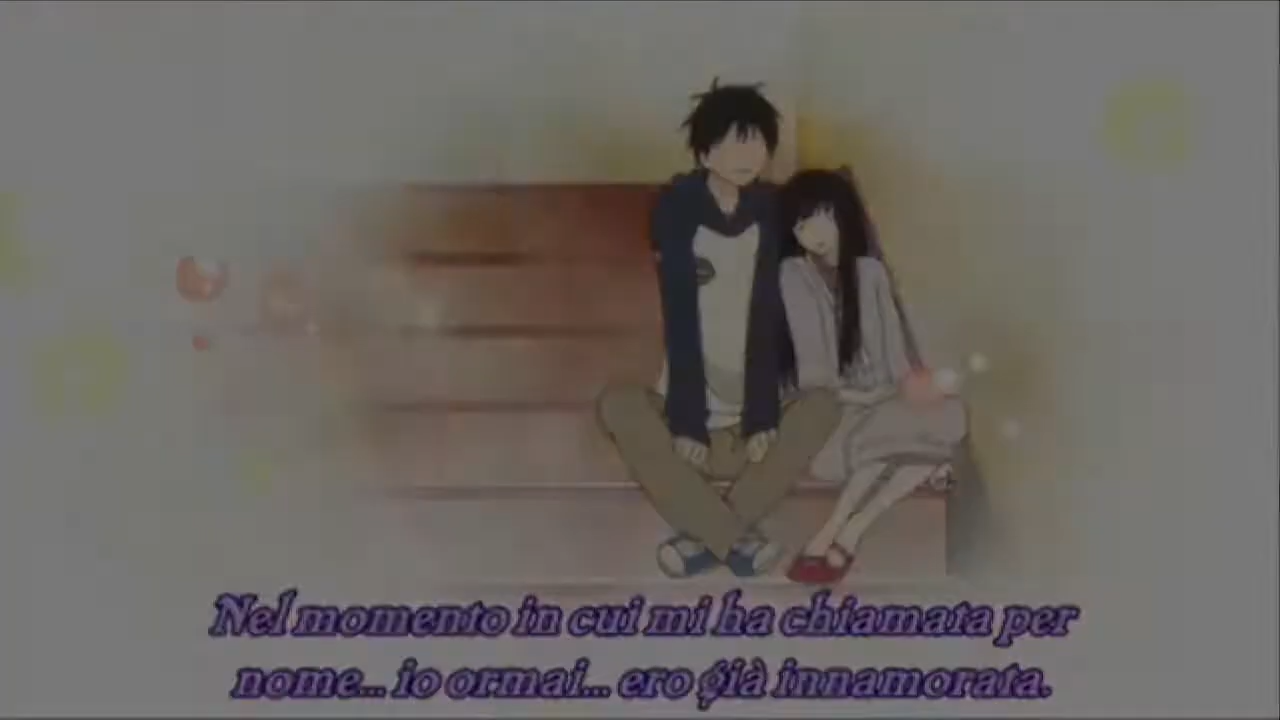 Nel momento in cui mi ha chiamata per
nome... io ormai... ero già innamorata.